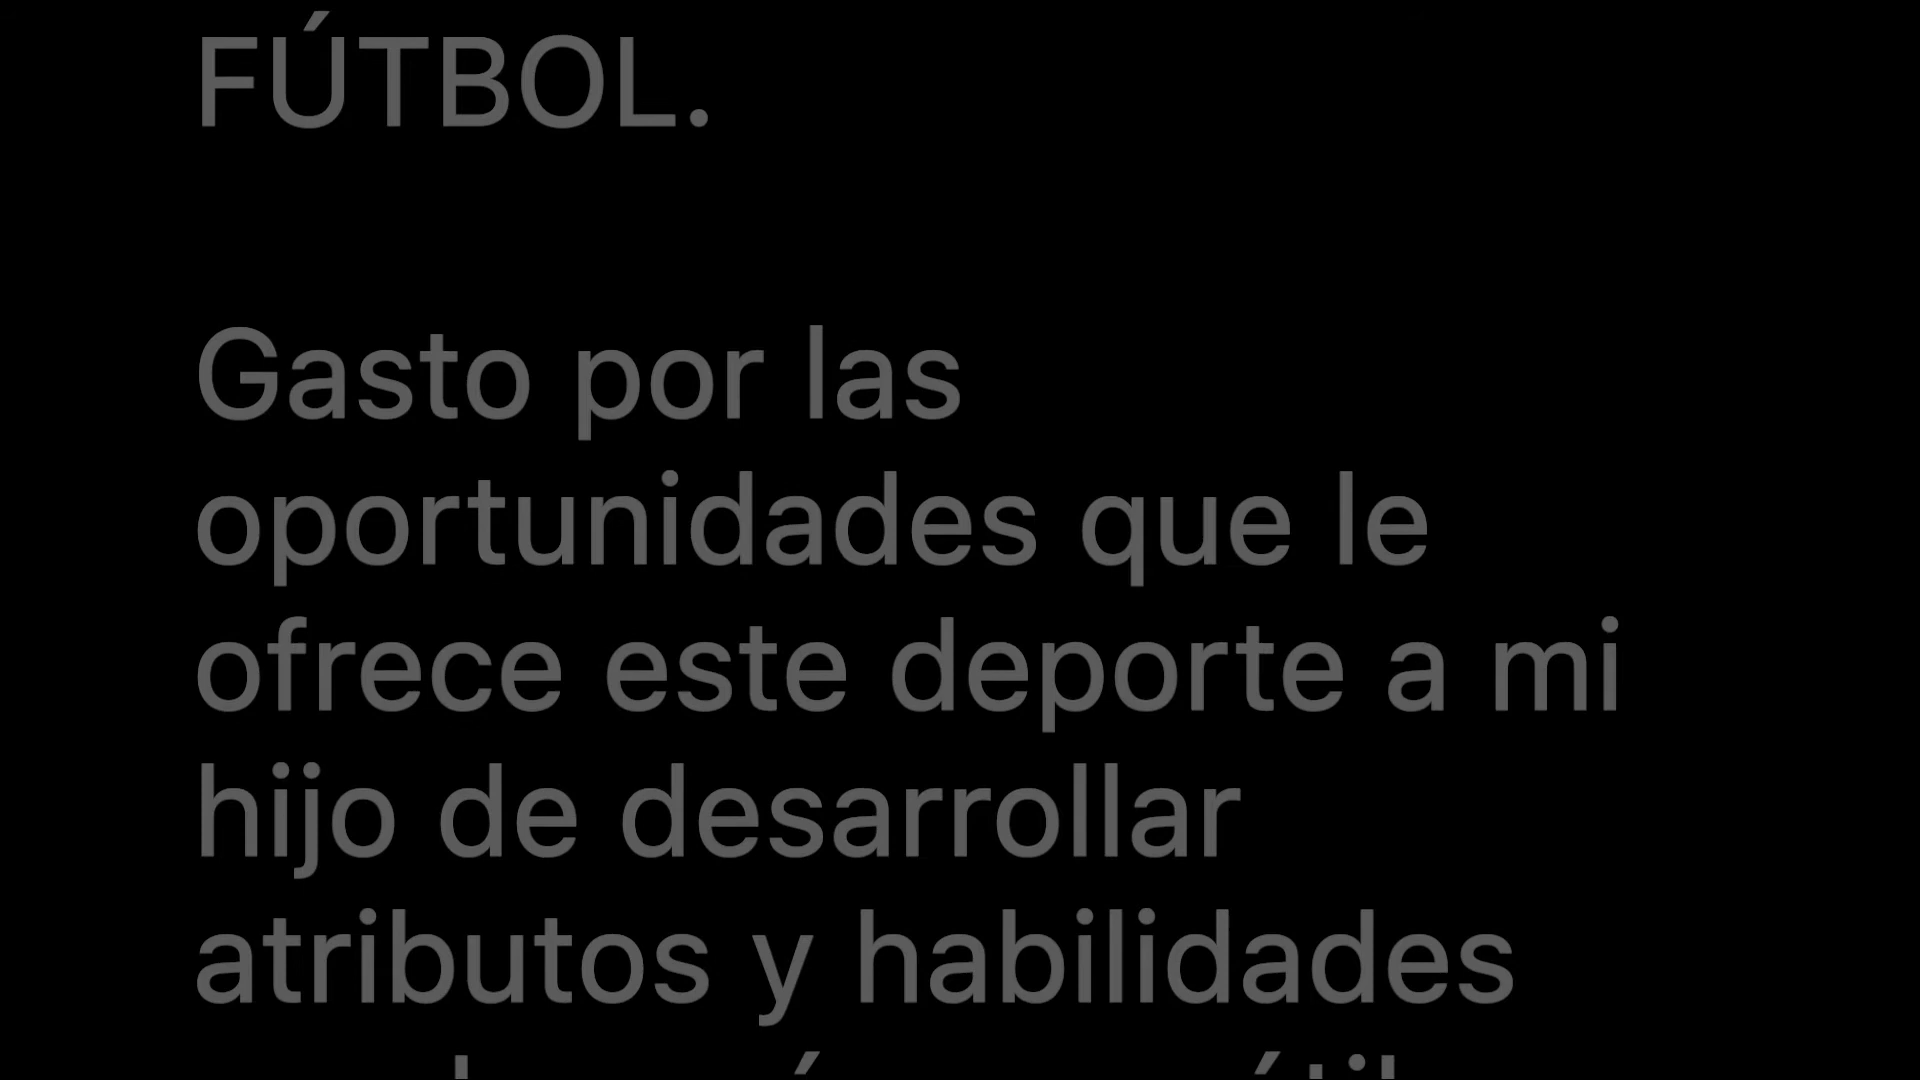 FÚTBOL.
Gasto por las
oportunidades que le
ofrece este deporte a mi
hijo de desarrollar
atributos y habilidades